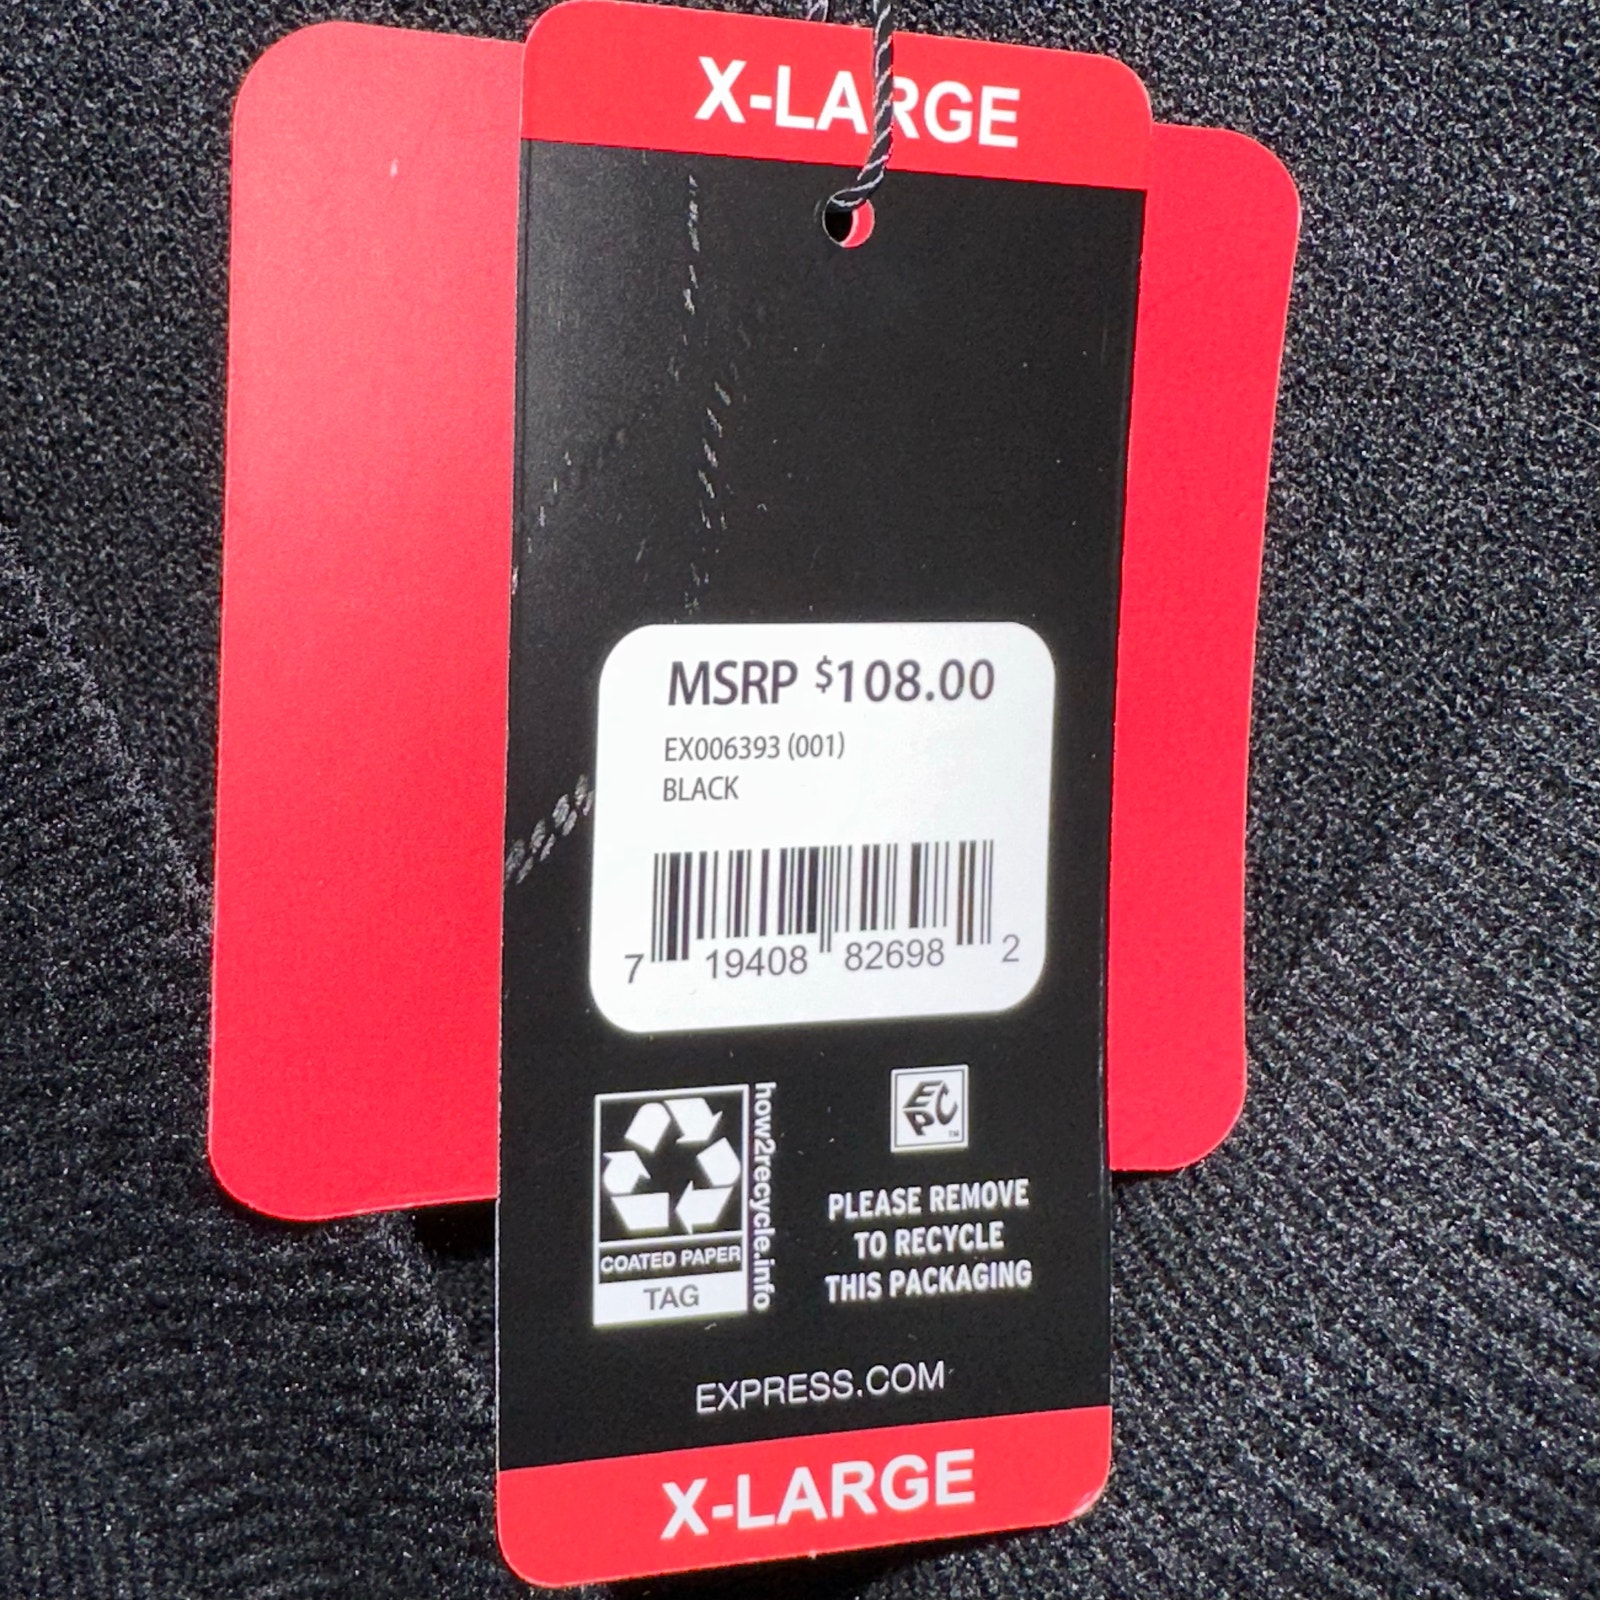 X-LARGE
MSRP $108.00
EX006393 (001)
BLACK
7 19408 82698 2
how2recycle.info
COATED PAPER
TAG
EPC
TM
PLEASE REMOVE
TO RECYCLE
THIS PACKAGING
EXPRESS.COM
X-LARGE